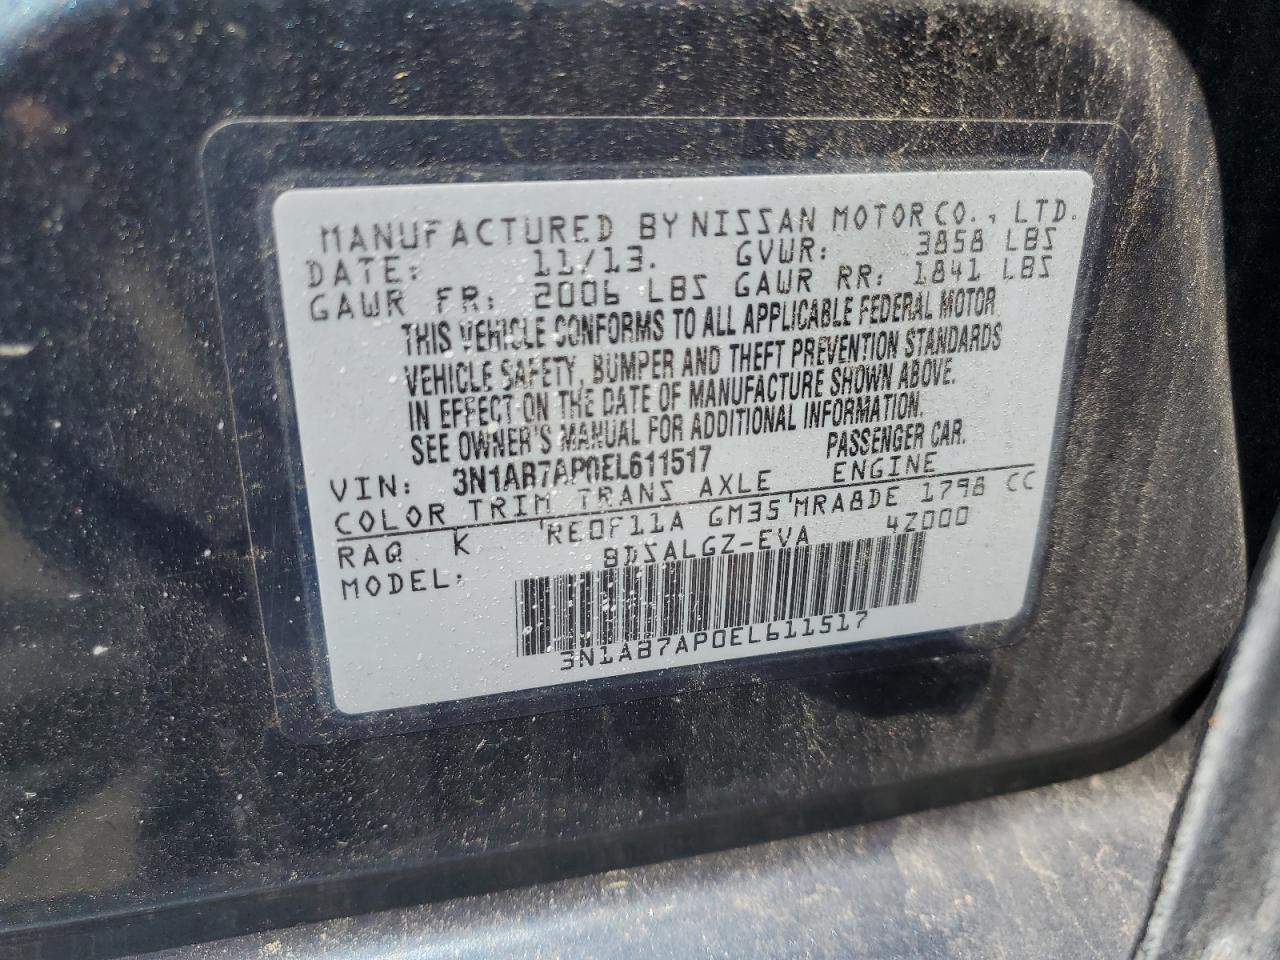 MANUFACTURED BY NISSAN MOTOR CO., LTD.
DATE: 11/13. GVWR: 3858 LBS
GAWR FR: 2006 LBS GAWR RR: 1841 LBS
THIS VEHICLE CONFORMS TO ALL APPLICABLE FEDERAL MOTOR
VEHICLE SAFETY, BUMPER AND THEFT PREVENTION STANDARDS
IN EFFECT ON THE DATE OF MANUFACTURE SHOWN ABOVE.
SEE OWNER'S MANUAL FOR ADDITIONAL INFORMATION.
VIN: 3N1AB7AP0EL611517 PASSENGER CAR.
COLOR TRIM TRANS AXLE ENGINE
RAQ K RE0F11A GM35 MRA8DE 1798 CC
MODEL: BDSALGZ-EVA 4Z000
3N1AB7AP0EL611517